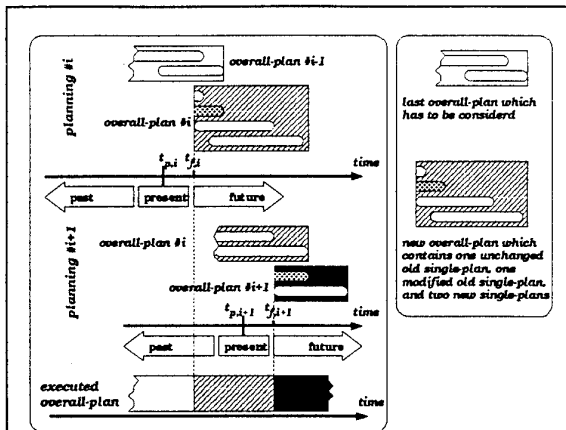 planning #i
overall-plan #i-1
overall-plan #i
t_p,i
t_f,i
time
past
present
future
planning #i+1
overall-plan #i
overall-plan #i+1
t_p,i+1
t_f,i+1
time
past
present
future
executed
overall-plan
time
last overall-plan which
has to be considerd
new overall-plan which
contains one unchanged
old single-plan, one
modified old single-plan,
and two new single-plans